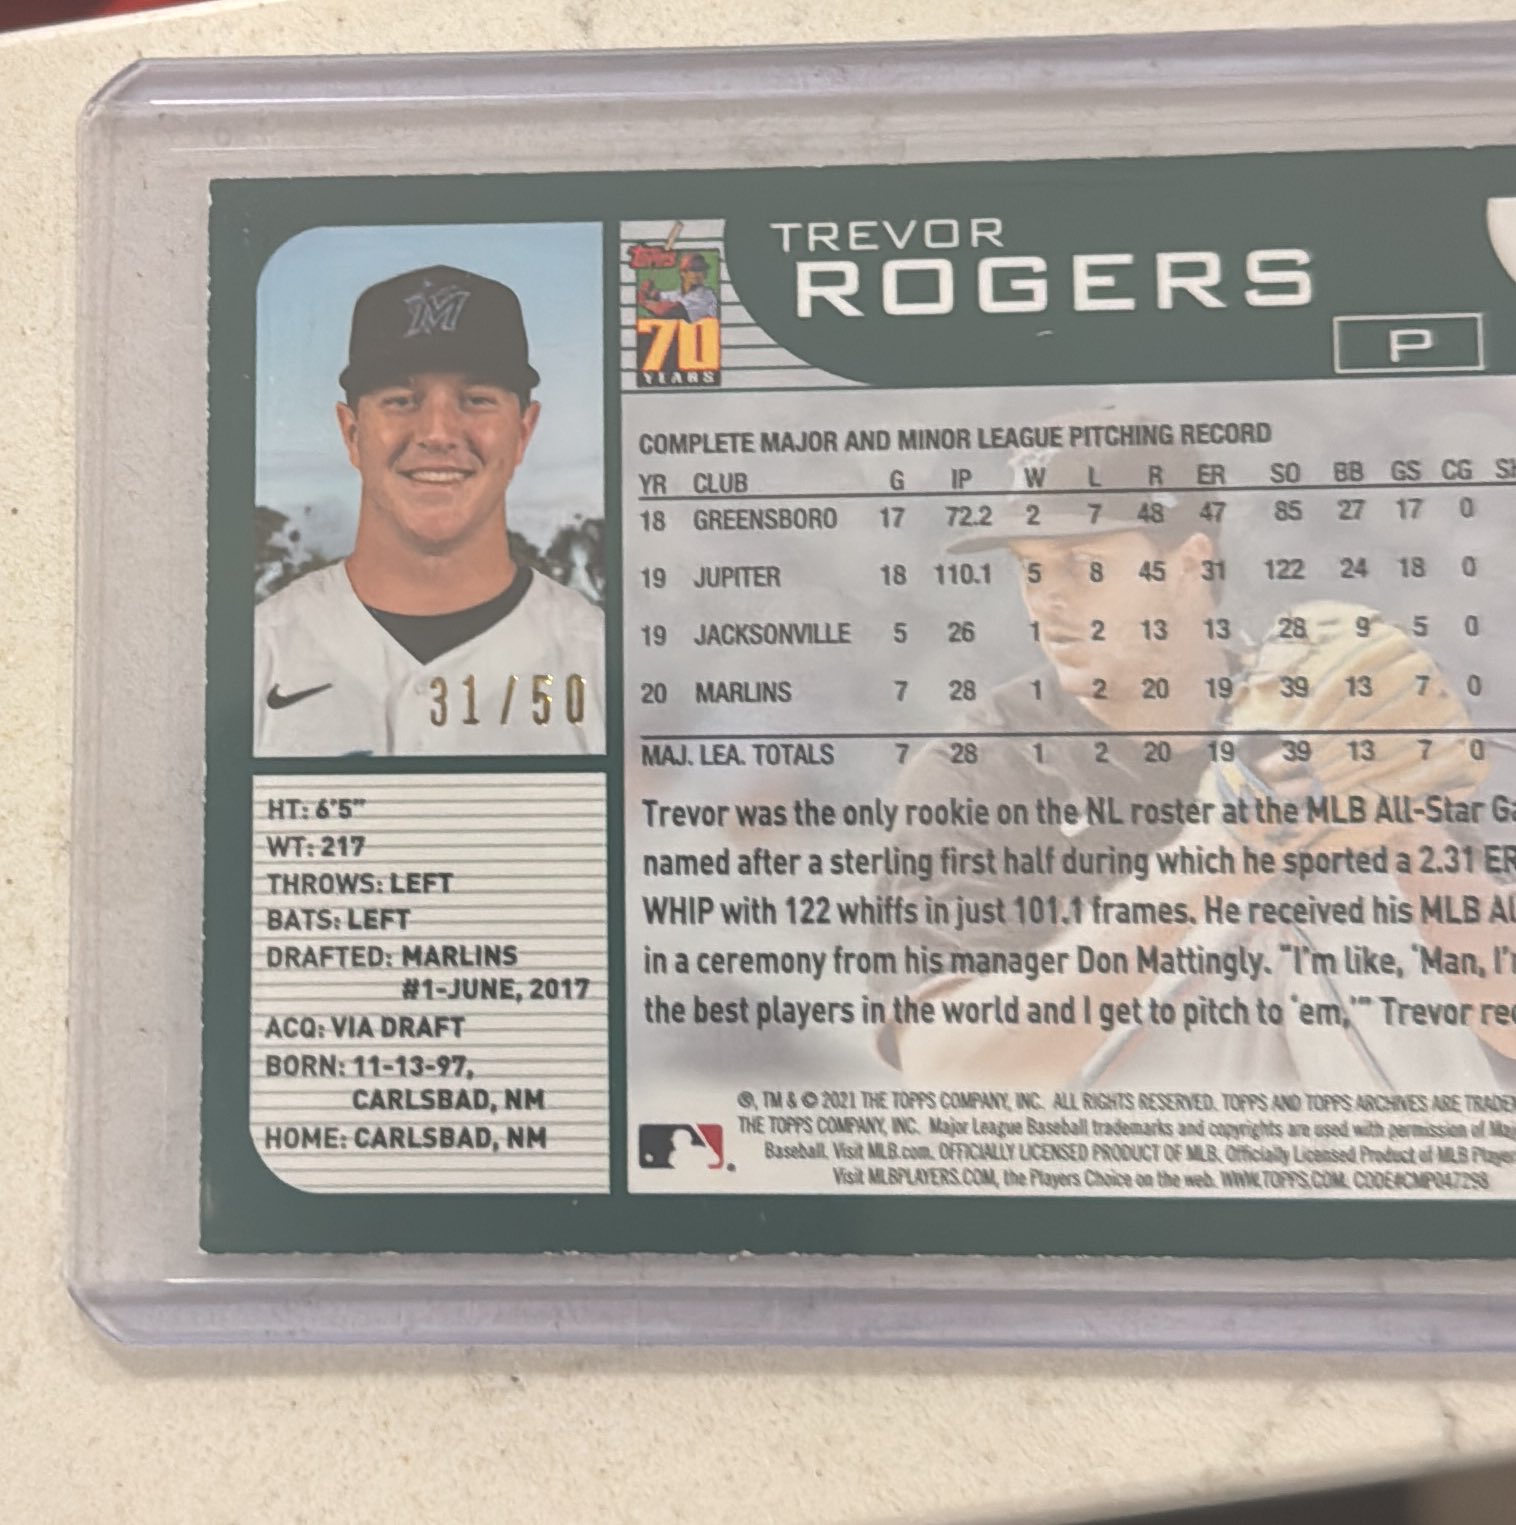 TREVOR
ROGERS
P
Topps
70
YEARS
M
31/50
COMPLETE MAJOR AND MINOR LEAGUE PITCHING RECORD
YR CLUB G IP W L R ER SO BB GS CG
18 GREENSBORO 17 72.2 2 7 48 47 85 27 17 0
19 JUPITER 18 110.1 5 8 45 31 122 24 18 0
19 JACKSONVILLE 5 26 1 2 13 13 28 9 5 0
20 MARLINS 7 28 1 2 20 19 39 13 7 0
MAJ. LEA. TOTALS 7 28 1 2 20 19 39 13 7 0
HT: 6'5"
WT: 217
THROWS: LEFT
BATS: LEFT
DRAFTED: MARLINS
#1-JUNE, 2017
ACQ: VIA DRAFT
BORN: 11-13-97,
CARLSBAD, NM
HOME: CARLSBAD, NM
Trevor was the only rookie on the NL roster at the MLB All-Star
named after a sterling first half during which he sported a 2.31
WHIP with 122 whiffs in just 101.1 frames. He received his MLB
in a ceremony from his manager Don Mattingly. "I'm like, 'Man,
the best players in the world and I get to pitch to 'em,'" Trevor
®, TM & © 2021 THE TOPPS COMPANY, INC. ALL RIGHTS RESERVED. TOPPS AND TOPPS ARCHIVES ARE
THE TOPPS COMPANY, INC. Major League Baseball trademarks and copyrights are used with permission of
Baseball. Visit MLB.com. OFFICIALLY LICENSED PRODUCT OF MLB. Officially Licensed Product of MLB
Visit MLBPLAYERS.COM, the Players Choice on the web. WWW.TOPPS.COM. CODE#CMP047298